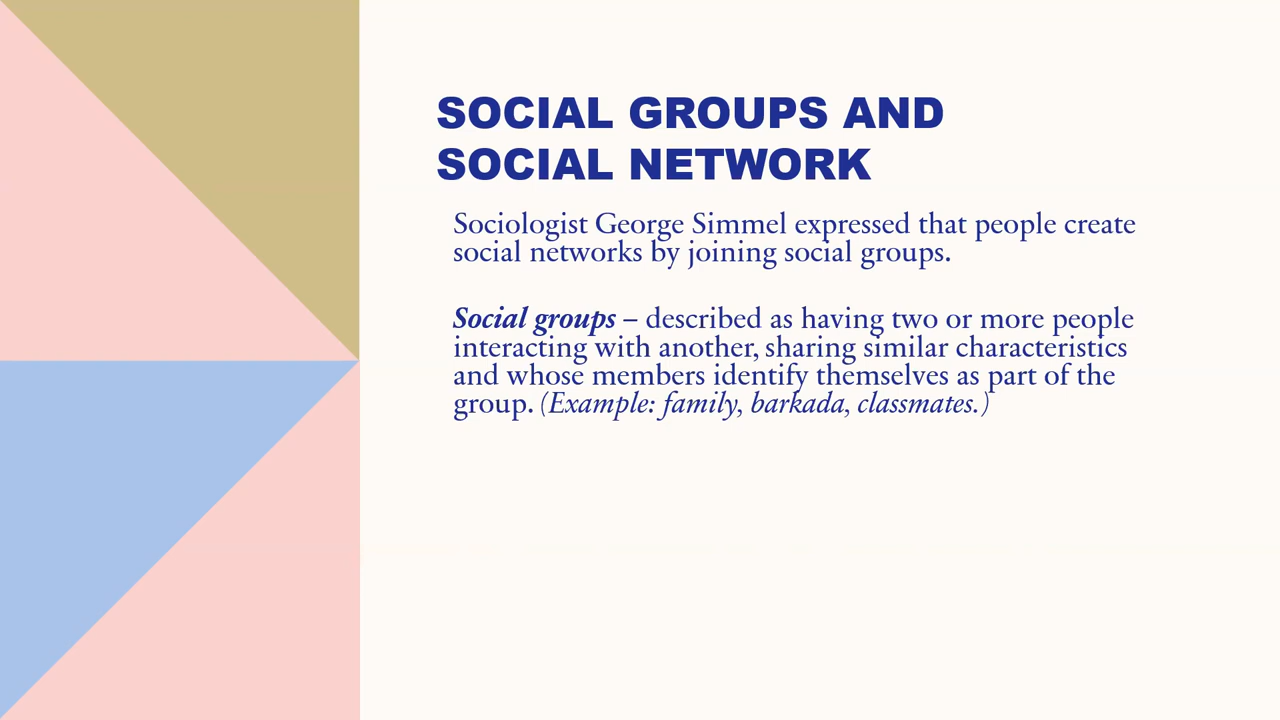 SOCIAL GROUPS AND
SOCIAL NETWORK
Sociologist George Simmel expressed that people create
social networks by joining social groups.
Social groups – described as having two or more people
interacting with another, sharing similar characteristics
and whose members identify themselves as part of the
group. (Example: family, barkada, classmates.)